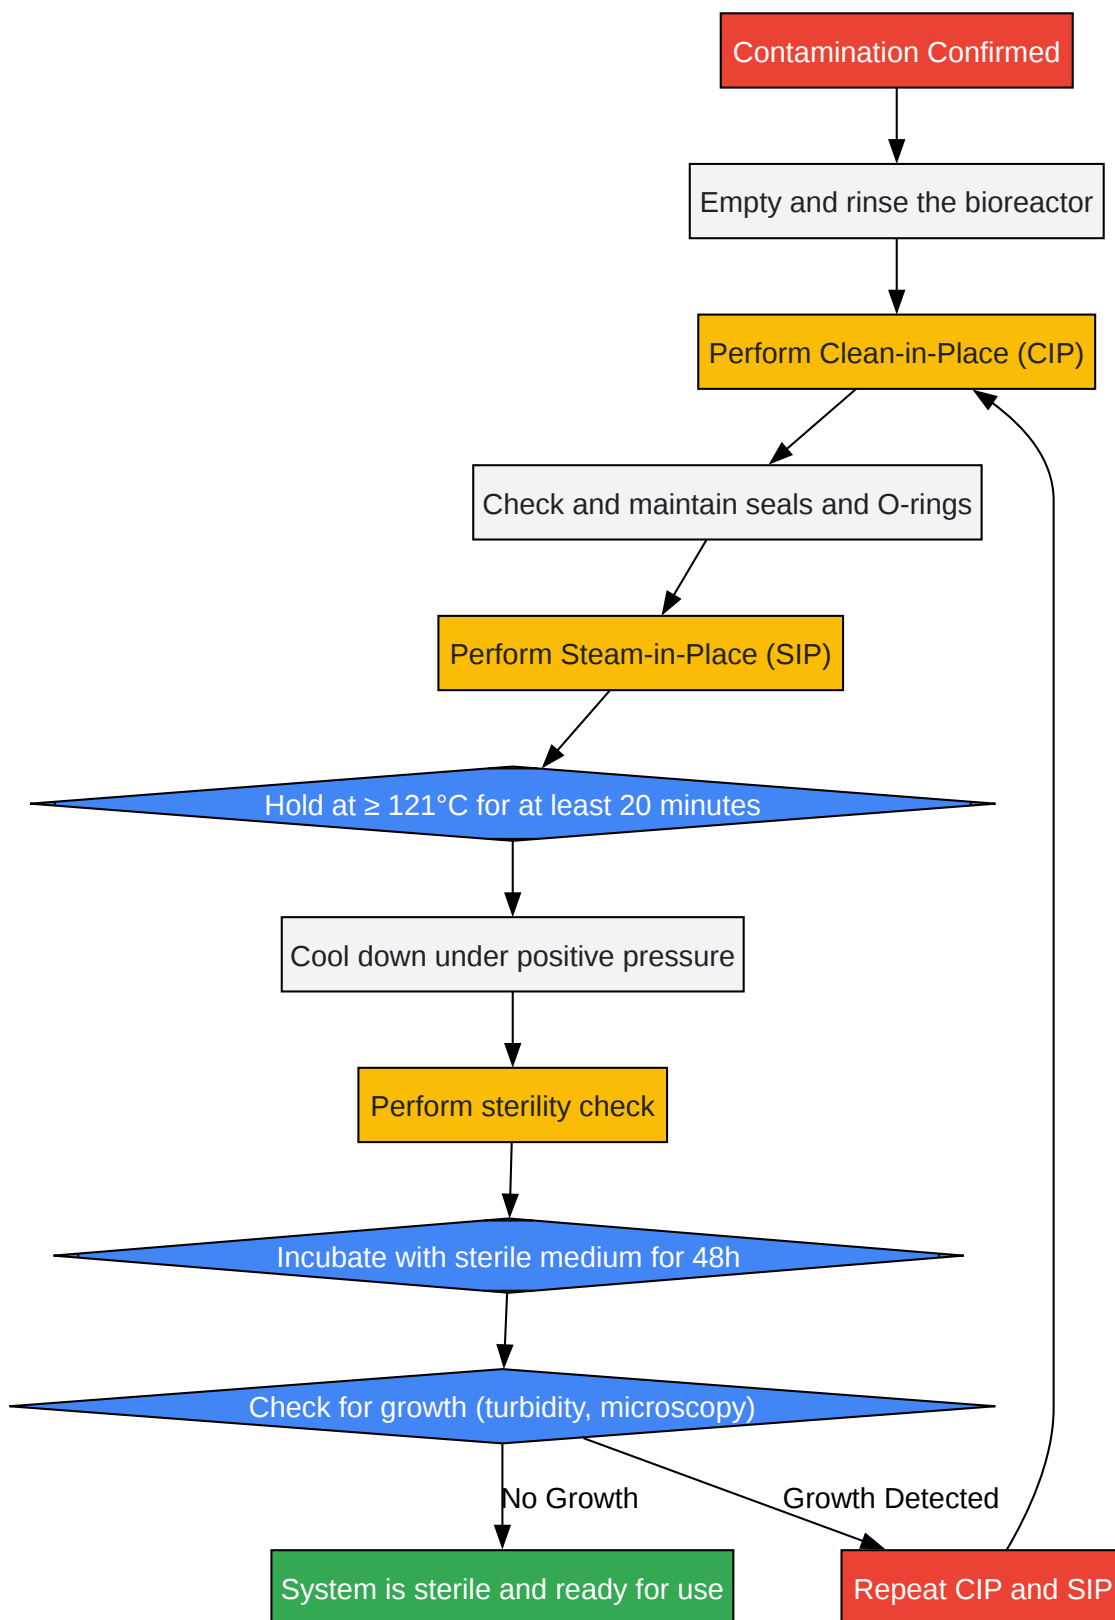 Contamination Confirmed
Empty and rinse the bioreactor
Perform Clean-in-Place (CIP)
Check and maintain seals and O-rings
Perform Steam-in-Place (SIP)
Hold at ≥ 121°C for at least 20 minutes
Cool down under positive pressure
Perform sterility check
Incubate with sterile medium for 48h
Check for growth (turbidity, microscopy)
No Growth
Growth Detected
System is sterile and ready for use
Repeat CIP and SIP